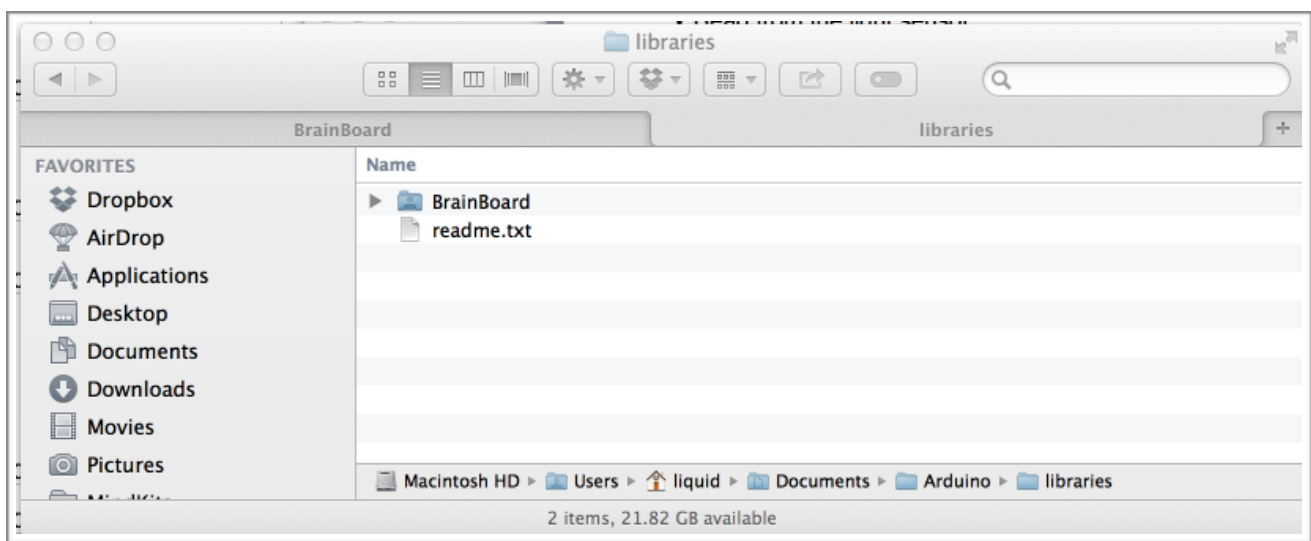 libraries
BrainBoard libraries +
FAVORITES
Dropbox
AirDrop
Applications
Desktop
Documents
Downloads
Movies
Pictures
Name
BrainBoard
readme.txt
Macintosh HD ▸ Users ▸ liquid ▸ Documents ▸ Arduino ▸ libraries
2 items, 21.82 GB available